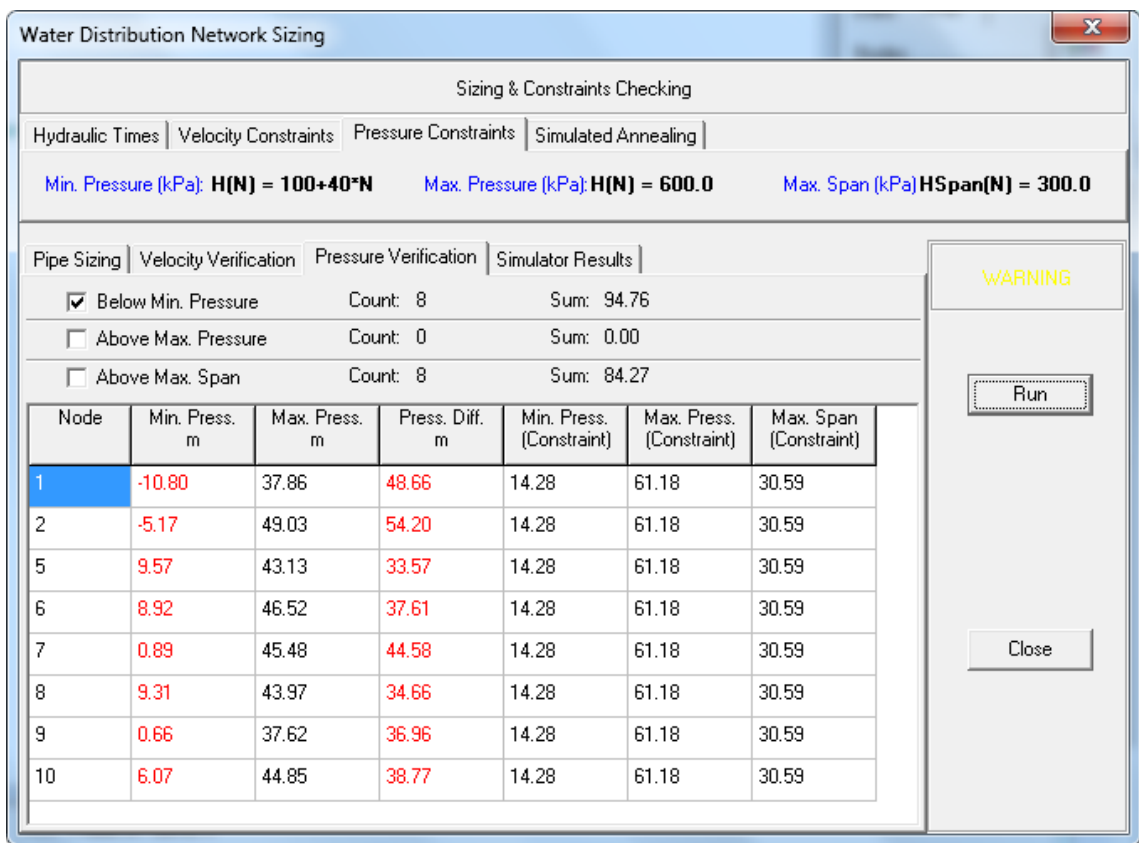 Water Distribution Network Sizing
x
Sizing & Constraints Checking
Hydraulic Times Velocity Constraints Pressure Constraints Simulated Annealing
Min. Pressure (kPa): H(N) = 100+40*N Max. Pressure (kPa): H(N) = 600.0 Max. Span (kPa) HSpan(N) = 300.0
Pipe Sizing Velocity Verification Pressure Verification Simulator Results
WARNING
Below Min. Pressure Count: 8 Sum: 94.76
Above Max. Pressure Count: 0 Sum: 0.00
Above Max. Span Count: 8 Sum: 84.27
Run
Node Min. Press. Max. Press. Press. Diff. Min. Press. Max. Press. Max. Span
m m m (Constraint) (Constraint) (Constraint)
1 -10.80 37.86 48.66 14.28 61.18 30.59
2 -5.17 49.03 54.20 14.28 61.18 30.59
5 9.57 43.13 33.57 14.28 61.18 30.59
6 8.92 46.52 37.61 14.28 61.18 30.59
7 0.89 45.48 44.58 14.28 61.18 30.59
Close
8 9.31 43.97 34.66 14.28 61.18 30.59
9 0.66 37.62 36.96 14.28 61.18 30.59
10 6.07 44.85 38.77 14.28 61.18 30.59